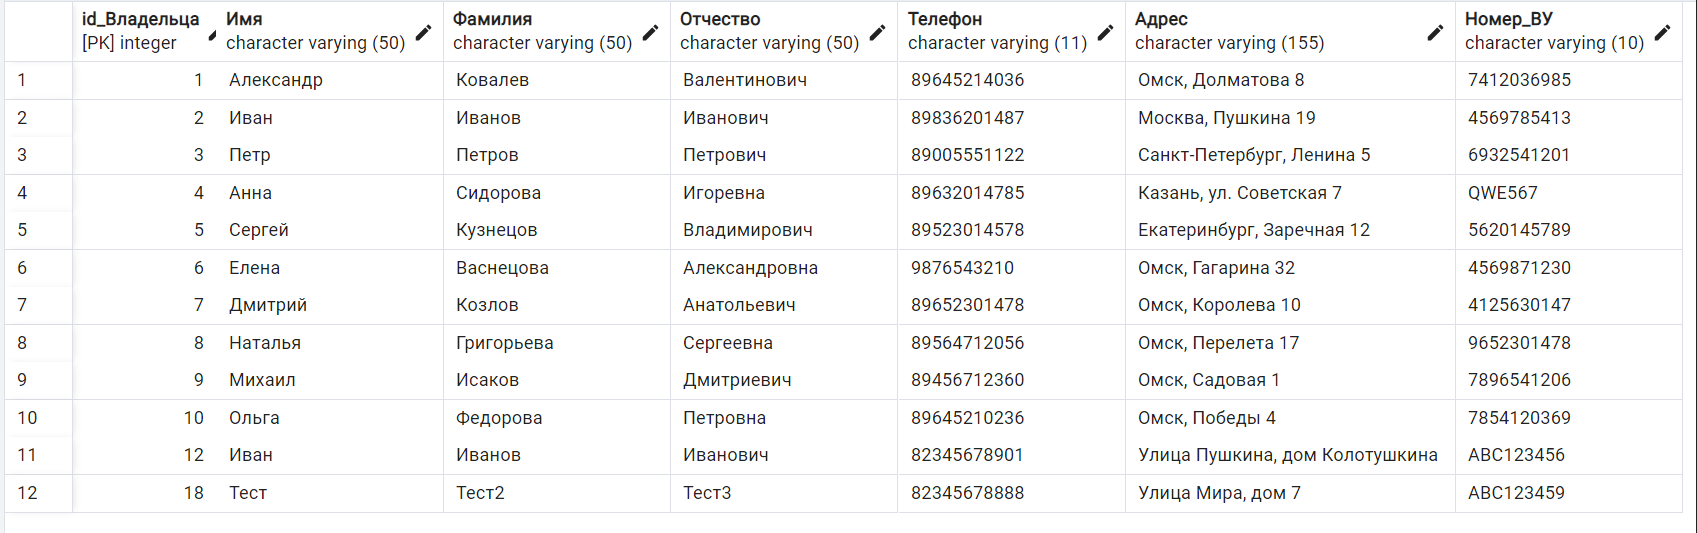 id_Владельца Имя Фамилия Отчество Телефон Адрес Номер_ВУ
[PK] integer character varying (50) character varying (50) character varying (50) character varying (11) character varying (155) character varying (10)
1 1 Александр Ковалев Валентинович 89645214036 Омск, Долматова 8 7412036985
2 2 Иван Иванов Иванович 89836201487 Москва, Пушкина 19 4569785413
3 3 Петр Петров Петрович 89005551122 Санкт-Петербург, Ленина 5 6932541201
4 4 Анна Сидорова Игоревна 89632014785 Казань, ул. Советская 7 QWE567
5 5 Сергей Кузнецов Владимирович 89523014578 Екатеринбург, Заречная 12 5620145789
6 6 Елена Васнецова Александровна 9876543210 Омск, Гагарина 32 4569871230
7 7 Дмитрий Козлов Анатольевич 89652301478 Омск, Королева 10 4125630147
8 8 Наталья Григорьева Сергеевна 89564712056 Омск, Перелета 17 9652301478
9 9 Михаил Исаков Дмитриевич 89456712360 Омск, Садовая 1 7896541206
10 10 Ольга Федорова Петровна 89645210236 Омск, Победы 4 7854120369
11 12 Иван Иванов Иванович 82345678901 Улица Пушкина, дом Колотушкина ABC123456
12 18 Тест Тест2 Тест3 82345678888 Улица Мира, дом 7 ABC123459